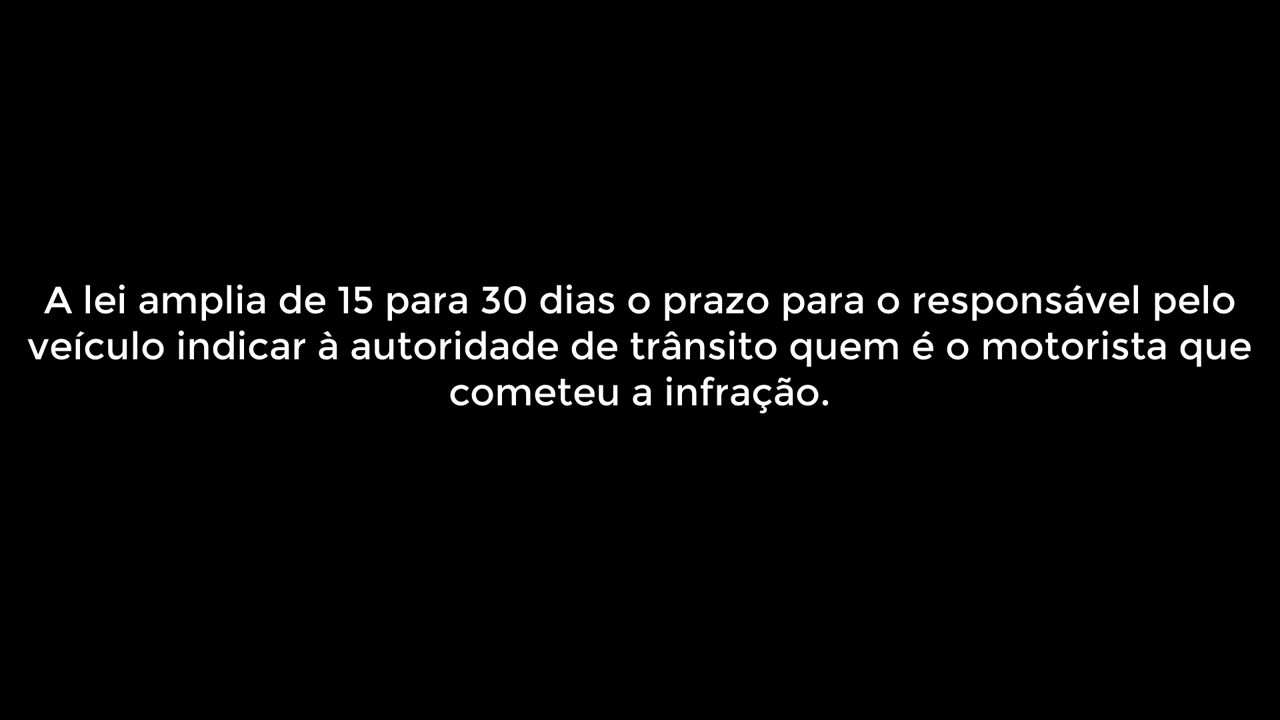 A lei amplia de 15 para 30 dias o prazo para o responsável pelo
veículo indicar à autoridade de trânsito quem é o motorista que
cometeu a infração.